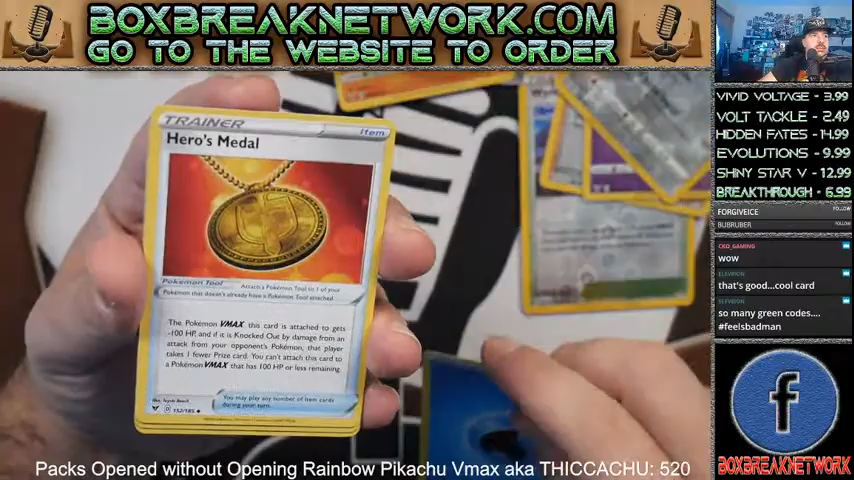 BOXBREAKNETWORK.COM
GO TO THE WEBSITE TO ORDER
VIVID VOLTAGE - 3.99
VOLT TACKLE - 2.49
HIDDEN FATES - 14.99
EVOLUTIONS - 9.99
SHINY STAR V - 12.99
BREAKTHROUGH - 6.99
FORGIVEICE
FOLLOW
BUBRUBER
FOLLOW
CKO_GAMING
wow
that's good...cool card
so many green codes....
#feelsbadman
f
BOXBREAKNETWORK
TRAINER
Item
Hero's Medal
Pokémon Tool
Attach a Pokémon Tool to 1 of your
Pokémon that doesn't already have a Pokémon Tool attached.
The Pokémon VMAX this card is attached to gets
-100 HP, and if it is Knocked Out by damage from an
attack from your opponent's Pokémon, that player
takes 1 fewer Prize card. You can't attach this card to
a Pokémon VMAX that has 100 HP or less remaining.
You may play any number of Item cards
during your turn.
152/185
Packs Opened without Opening Rainbow Pikachu Vmax aka THICCACHU: 520